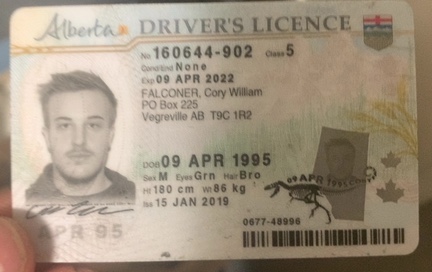 Alberta DRIVER'S LICENCE
No 160644-902 Class 5
Cond/End None
Exp 09 APR 2022
FALCONER, Cory William
PO Box 225
Vegreville AB T9C 1R2
DOB 09 APR 1995
Sex M Eyes Grn Hair Bro
Ht 180 cm Wt 86 kg
Iss 15 JAN 2019
09 APR 1995
APR 95
0677-48996